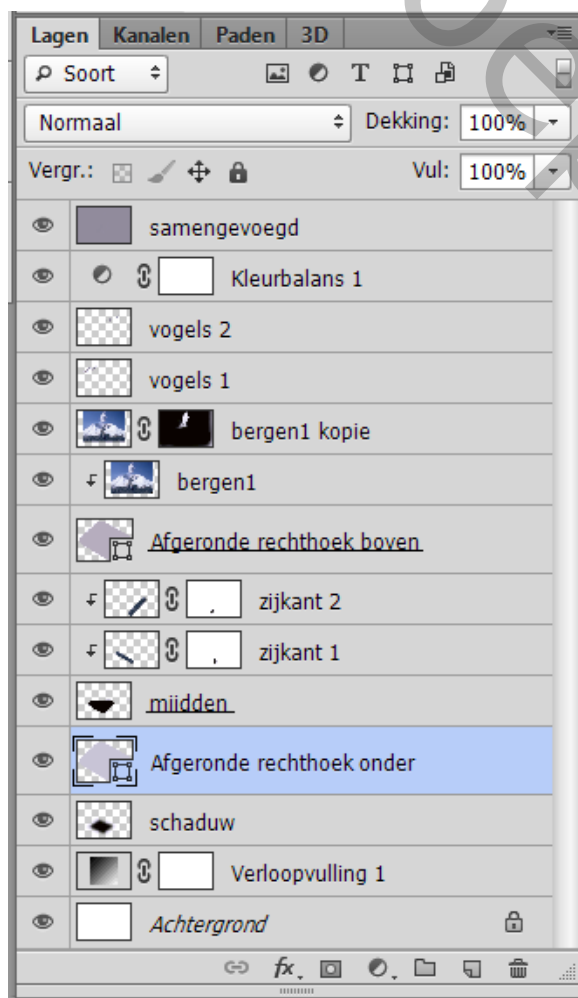 Lagen Kanalen Paden 3D
Soort T
Normaal Dekking: 100%
Vergr.: Vul: 100%
samengevoegd
Kleurbalans 1
vogels 2
vogels 1
bergen1 kopie
bergen1
Afgeronde rechthoek boven
zijkant 2
zijkant 1
miidden
Afgeronde rechthoek onder
schaduw
Verloopvulling 1
Achtergrond
fx